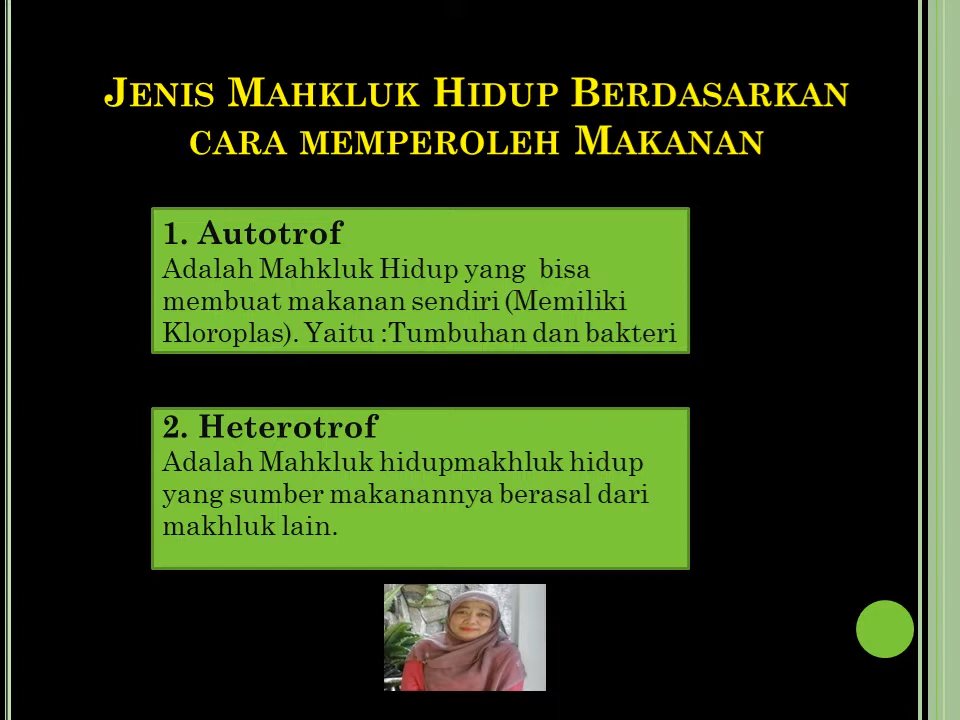 Jenis Mahkluk Hidup Berdasarkan
cara memperoleh Makanan
1. Autotrof
Adalah Mahkluk Hidup yang bisa
membuat makanan sendiri (Memiliki
Kloroplas). Yaitu :Tumbuhan dan bakteri
2. Heterotrof
Adalah Mahkluk hidupmakhluk hidup
yang sumber makanannya berasal dari
makhluk lain.